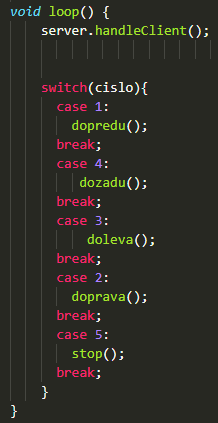 void loop() {
server.handleClient();
switch(cislo){
case 1:
dopredu();
break;
case 4:
dozadu();
break;
case 3:
doleva();
break;
case 2:
doprava();
break;
case 5:
stop();
break;
}
}